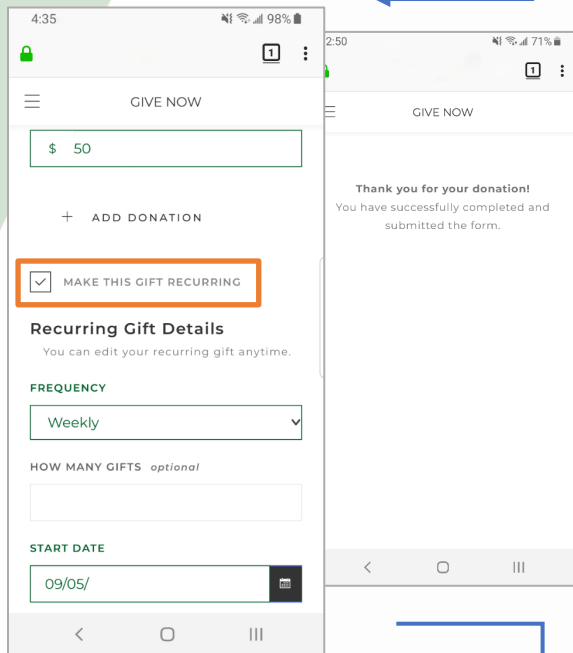 4:35
98%
1
GIVE NOW
$ 50
+ ADD DONATION
MAKE THIS GIFT RECURRING
Recurring Gift Details
You can edit your recurring gift anytime.
FREQUENCY
Weekly
HOW MANY GIFTS optional
START DATE
09/05/
2:50
71%
1
GIVE NOW
Thank you for your donation!
You have successfully completed and
submitted the form.